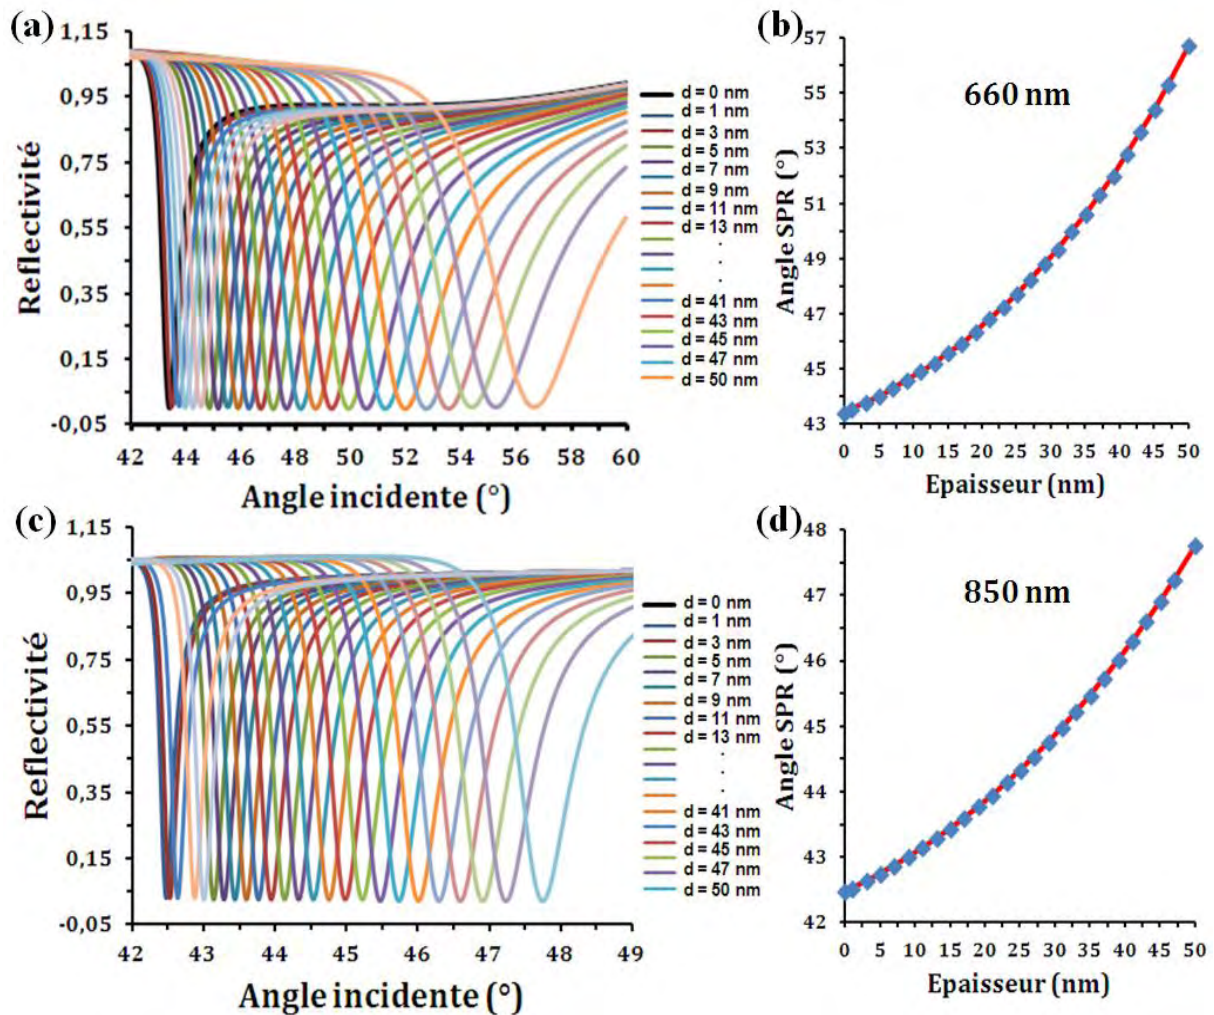 (a)
1,15
0,95
0,75
0,55
0,35
0,15
-0,05
Reflectivité
42 44 46 48 50 52 54 56 58 60
Angle incidente (°)
d = 0 nm
d = 1 nm
d = 3 nm
d = 5 nm
d = 7 nm
d = 9 nm
d = 11 nm
d = 13 nm
.
.
.
d = 41 nm
d = 43 nm
d = 45 nm
d = 47 nm
d = 50 nm
(b)
57
55
53
51
49
47
45
43
Angle SPR (°)
660 nm
0 5 10 15 20 25 30 35 40 45 50
Epaisseur (nm)
(c)
1,15
0,95
0,75
0,55
0,35
0,15
-0,05
Reflectivité
42 43 44 45 46 47 48 49
Angle incidente (°)
d = 0 nm
d = 1 nm
d = 3 nm
d = 5 nm
d = 7 nm
d = 9 nm
d = 11 nm
d = 13 nm
.
.
.
d = 41 nm
d = 43 nm
d = 45 nm
d = 47 nm
d = 50 nm
(d)
48
47
46
45
44
43
42
Angle SPR (°)
850 nm
0 5 10 15 20 25 30 35 40 45 50
Epaisseur (nm)